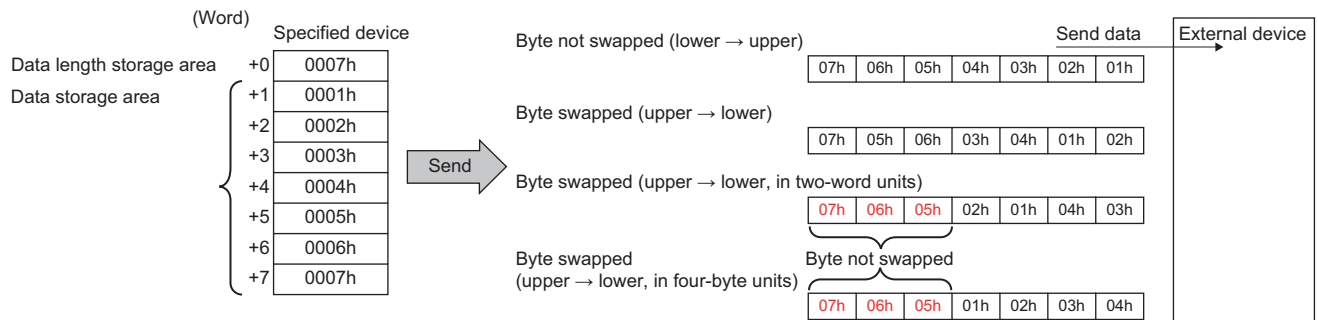 (Word)
Specified device
Data length storage area +0 0007h
Data storage area +1 0001h
+2 0002h
+3 0003h
+4 0004h
+5 0005h
+6 0006h
+7 0007h
Send
Byte not swapped (lower → upper)
Send data
External device
07h 06h 05h 04h 03h 02h 01h
Byte swapped (upper → lower)
07h 05h 06h 03h 04h 01h 02h
Byte swapped (upper → lower, in two-word units)
07h 06h 05h 02h 01h 04h 03h
Byte not swapped
Byte swapped
(upper → lower, in four-byte units)
07h 06h 05h 01h 02h 03h 04h